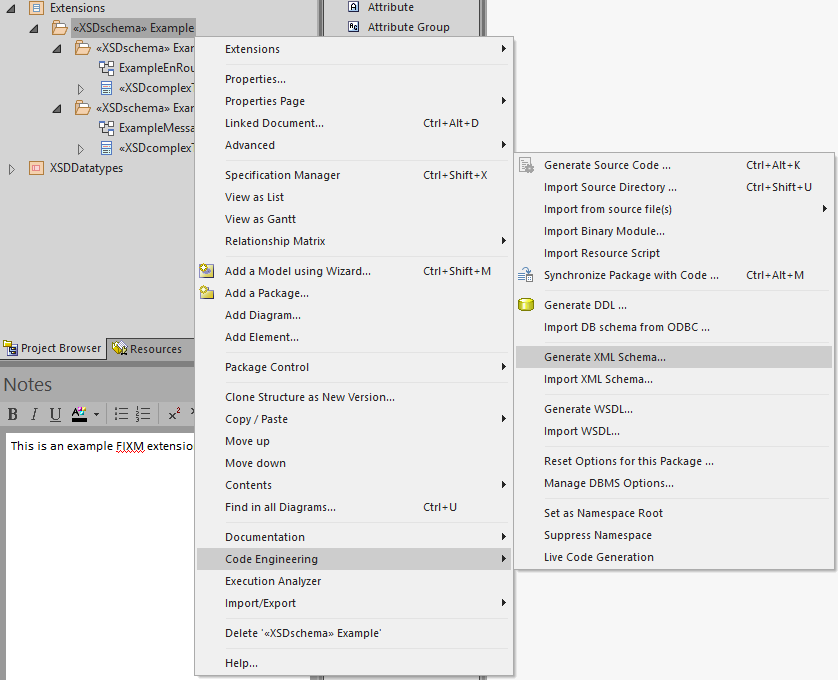 Extensions
«XSDschema» Example
«XSDschema» Exar
ExampleEnRou
«XSDcomplexT
«XSDschema» Exar
ExampleMessa
«XSDcomplexT
XSDDatatypes
Project Browser
Resources
Notes
B I U A
This is an example FIXM extensio
Attribute
Attribute Group
Extensions
Properties...
Properties Page
Linked Document... Ctrl+Alt+D
Advanced
Specification Manager Ctrl+Shift+X
View as List
View as Gantt
Relationship Matrix
Add a Model using Wizard... Ctrl+Shift+M
Add a Package...
Add Diagram...
Add Element...
Package Control
Clone Structure as New Version...
Copy / Paste
Move up
Move down
Contents
Find in all Diagrams... Ctrl+U
Documentation
Code Engineering
Execution Analyzer
Import/Export
Delete '«XSDschema» Example'
Help...
Generate Source Code ... Ctrl+Alt+K
Import Source Directory ... Ctrl+Shift+U
Import from source file(s)
Import Binary Module...
Import Resource Script
Synchronize Package with Code ... Ctrl+Alt+M
Generate DDL ...
Import DB schema from ODBC ...
Generate XML Schema...
Import XML Schema...
Generate WSDL...
Import WSDL...
Reset Options for this Package ...
Manage DBMS Options...
Set as Namespace Root
Suppress Namespace
Live Code Generation